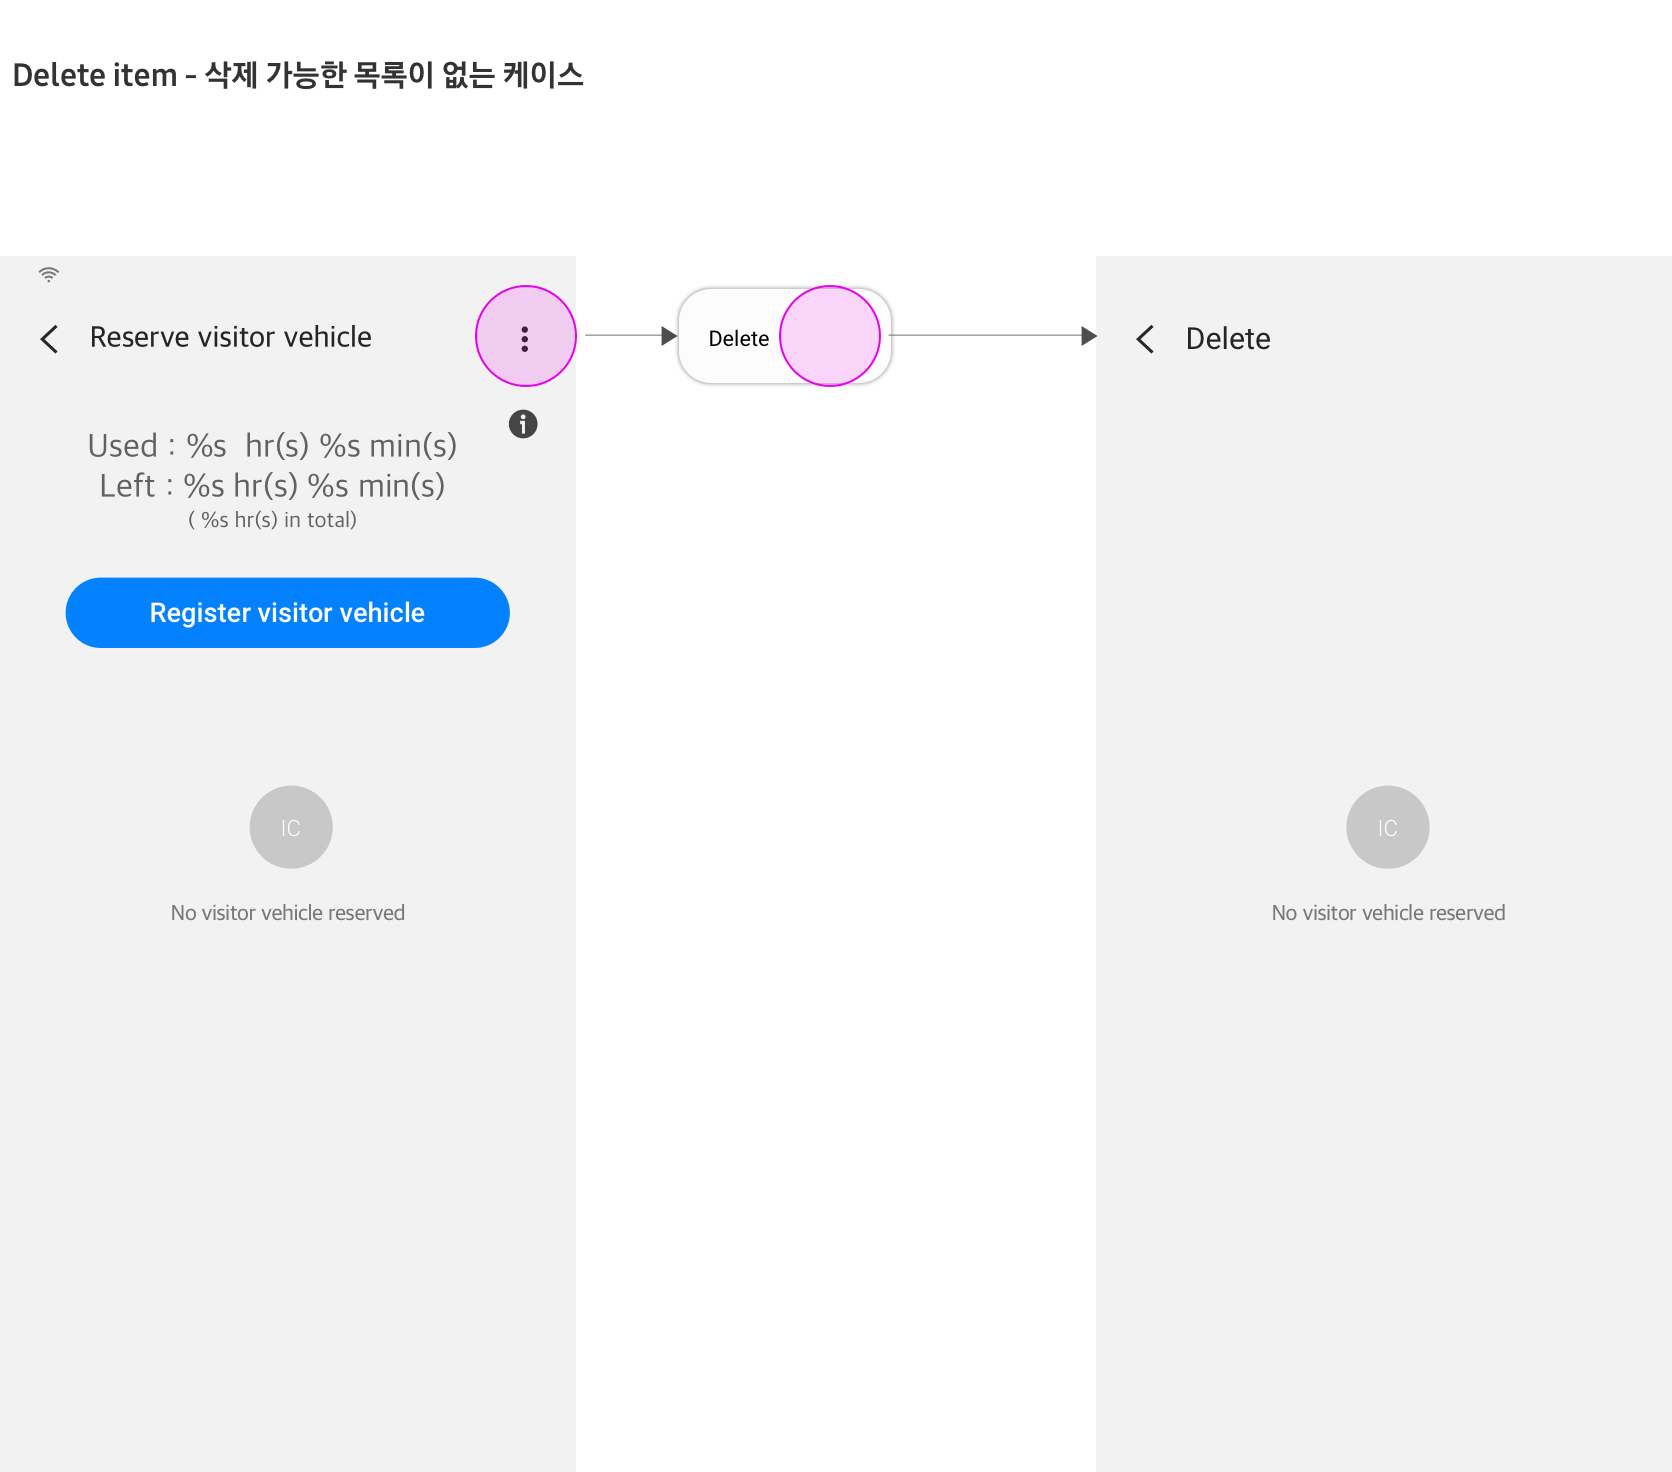 Delete item - 삭제 가능한 목록이 없는 케이스
Reserve visitor vehicle
Delete
Delete
Used : %s  hr(s) %s min(s)
Left : %s hr(s) %s min(s)
( %s hr(s) in total)
Register visitor vehicle
IC
No visitor vehicle reserved
IC
No visitor vehicle reserved